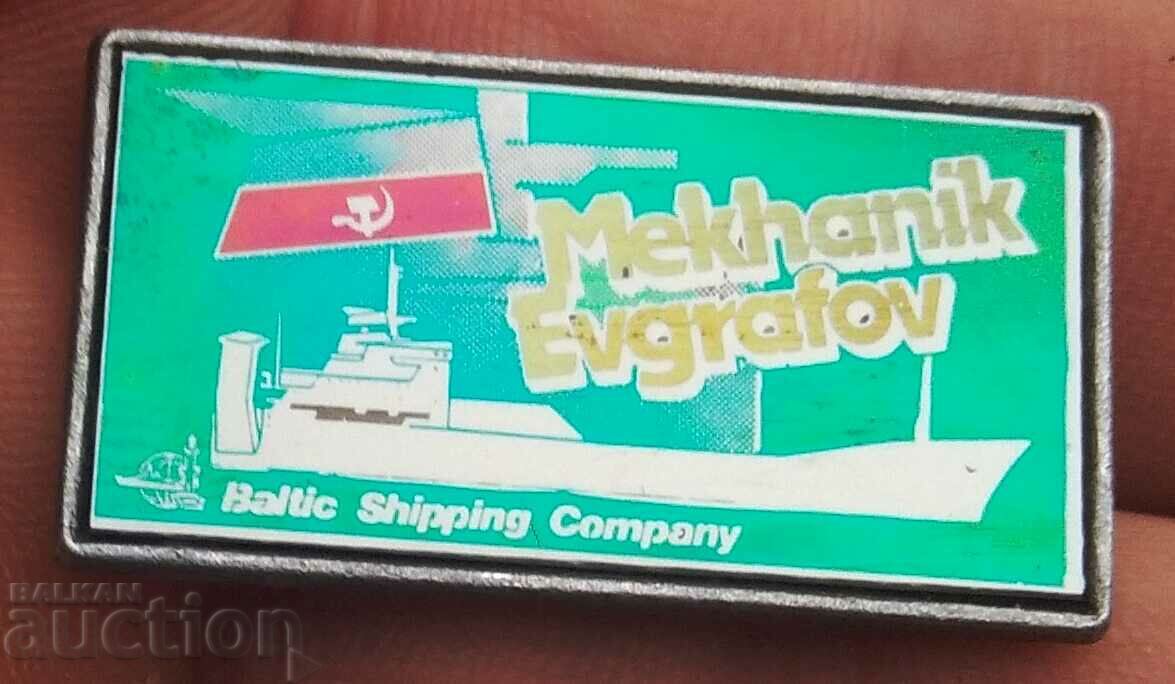 Mekhanik
Evgrafov
Baltic Shipping Company
BALKAN
auction